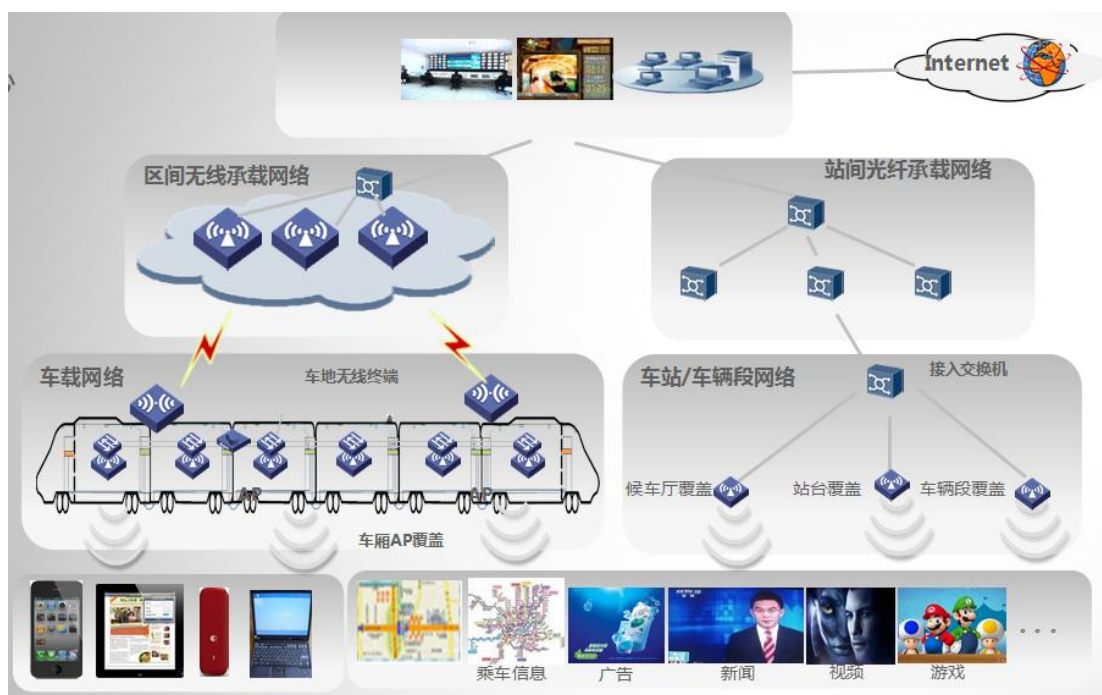 Internet
区间无线承载网络
站间光纤承载网络
车载网络
车地无线终端
车站/车辆段网络
接入交换机
候车厅覆盖
站台覆盖
车辆段覆盖
AP
AP
车厢AP覆盖
乘车信息
广告
新闻
视频
游戏
。。。